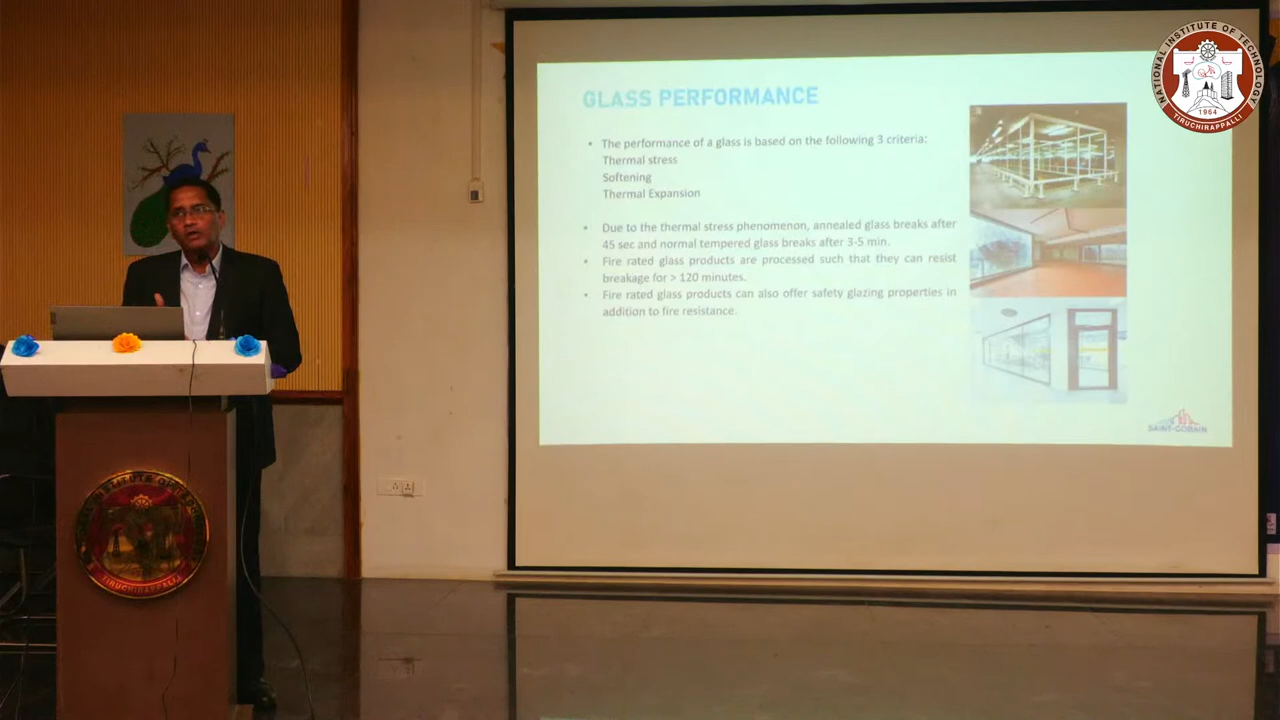 GLASS PERFORMANCE
• The performance of a glass is based on the following 3 criteria:
Thermal stress
Softening
Thermal Expansion
• Due to the thermal stress phenomenon, annealed glass breaks after
45 sec and normal tempered glass breaks after 3-5 min.
• Fire rated glass products are processed such that they can resist
breakage for > 120 minutes.
• Fire rated glass products can also offer safety glazing properties in
addition to fire resistance.
SAINT-GOBAIN
NATIONAL INSTITUTE OF TECHNOLOGY
1964
TIRUCHIRAPPALLI
TIRUCHIRAPPALLI